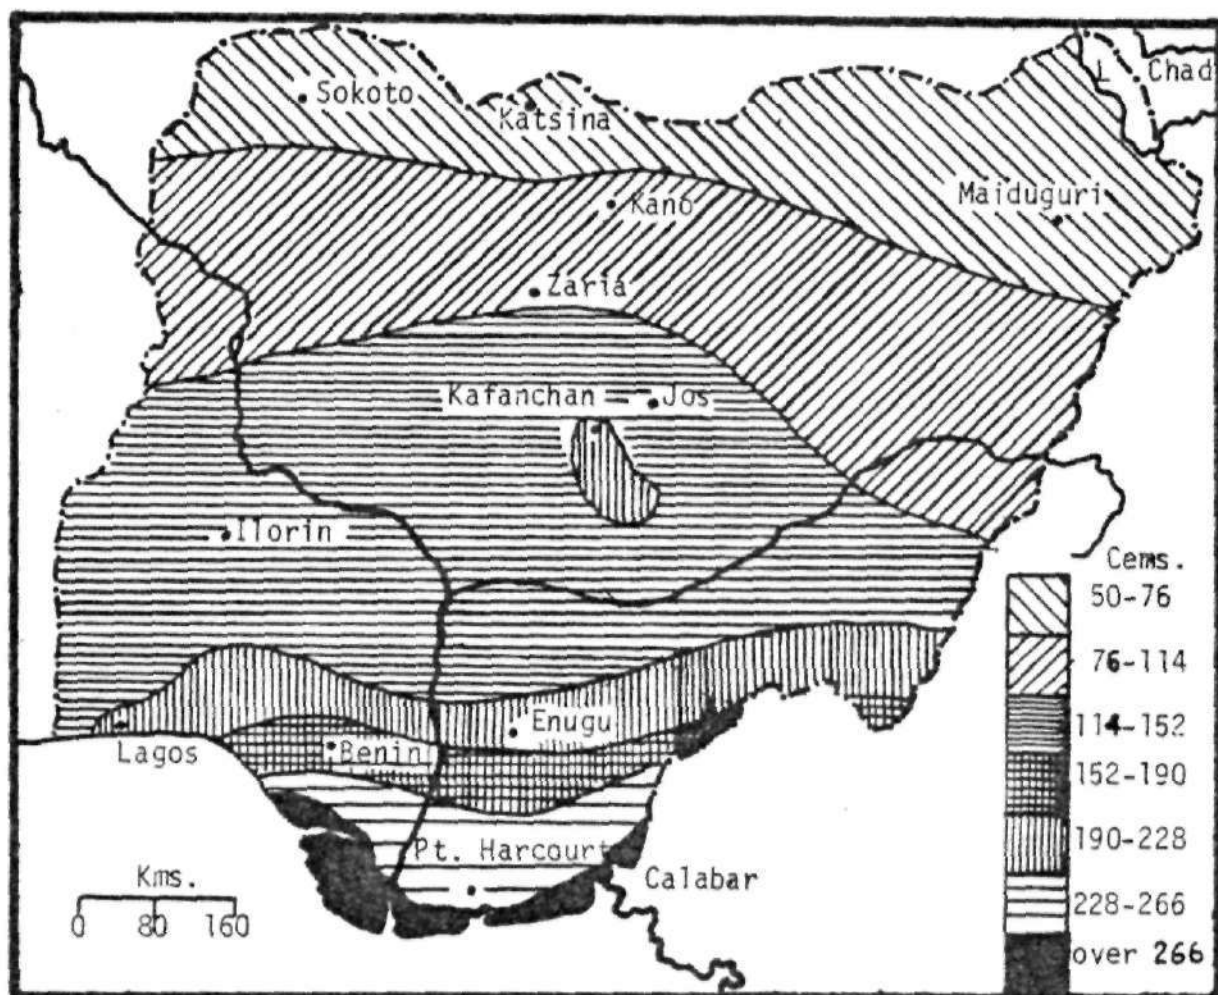 L Chad
Sokoto
Katsina
Maiduguri
Kano
Zaria
Kafanchan
Jos
Ilorin
Enugu
Lagos
Benin
Pt. Harcourt
Calabar
Kms.
0 80 160
Cems.
50-76
76-114
114-152
152-190
190-228
228-266
over 266